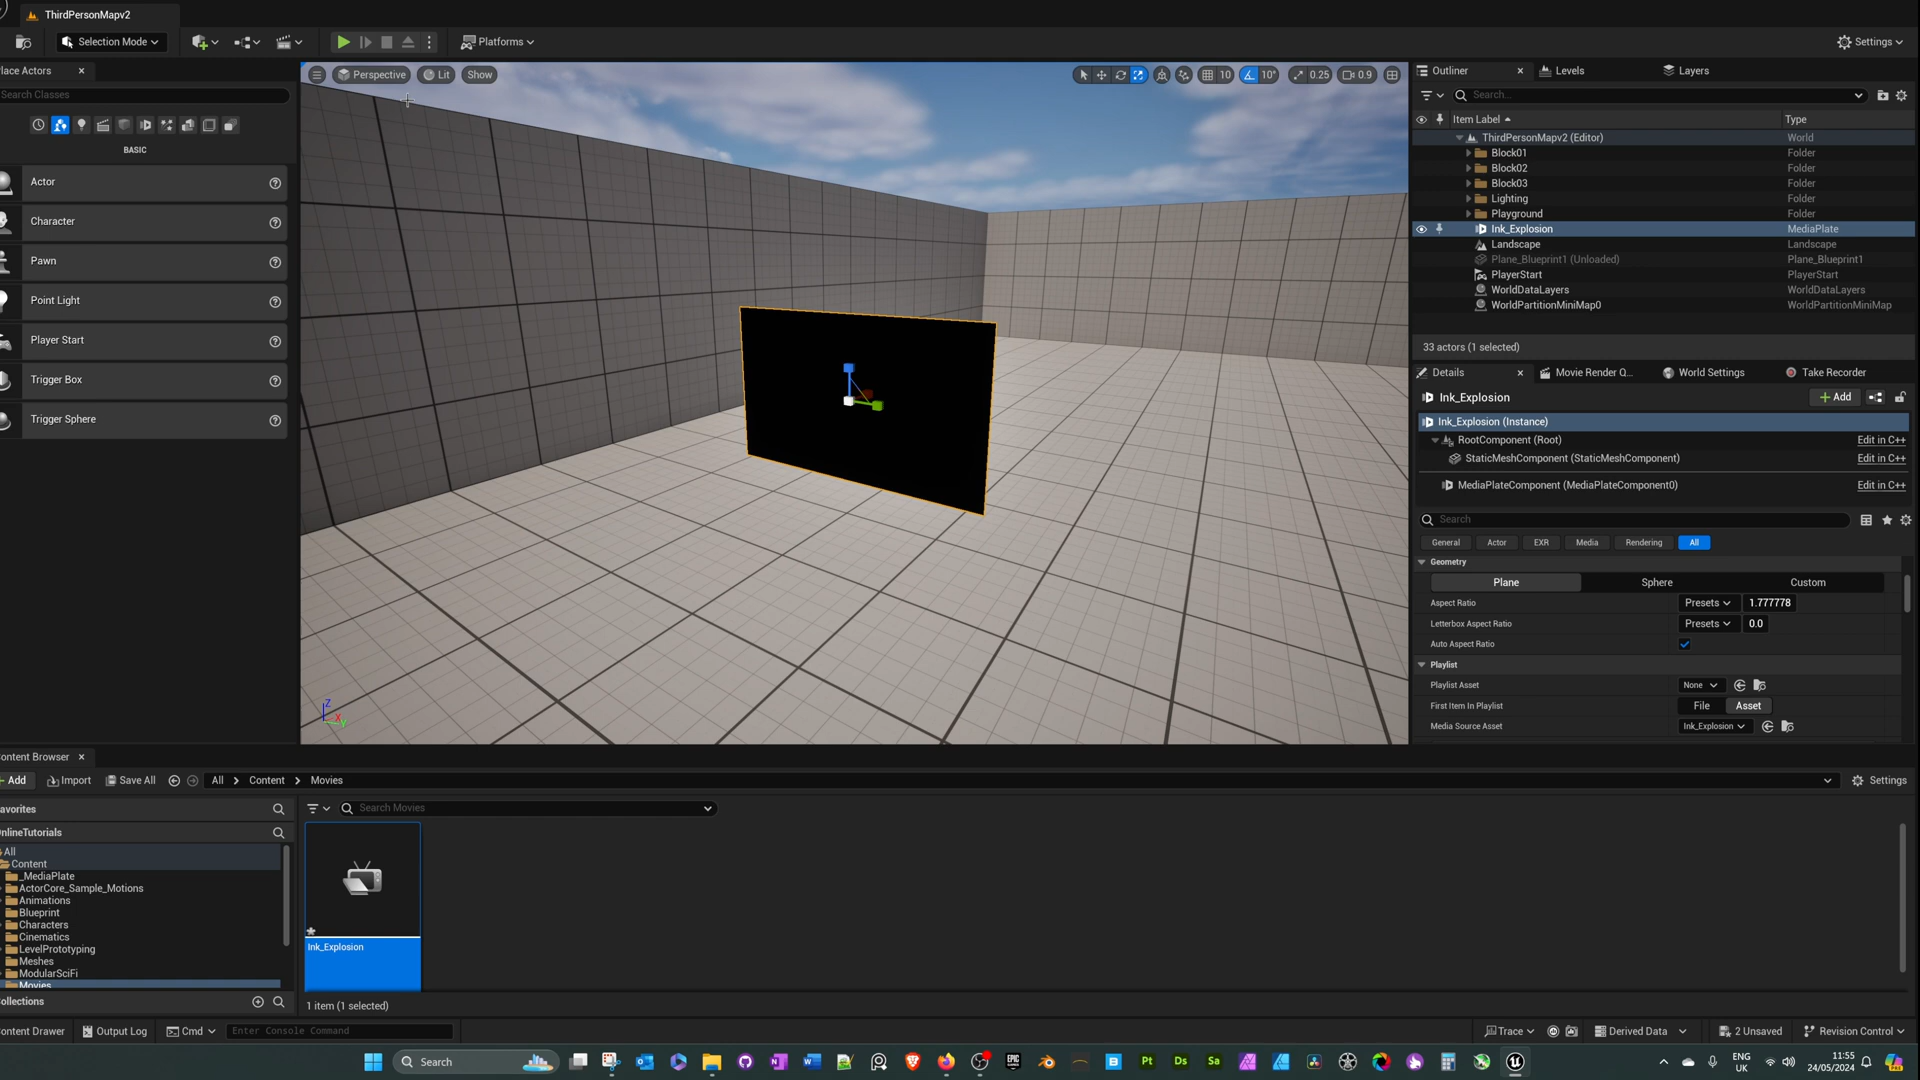 ThirdPersonMapv2
Selection Mode
Platforms
Settings
lace Actors
Search Classes
BASIC
Actor
Character
Pawn
Point Light
Player Start
Trigger Box
Trigger Sphere
Perspective
Lit
Show
10
10°
0.25
0.9
Z
X
Y
Outliner
Levels
Layers
Search...
Item Label
Type
ThirdPersonMapv2 (Editor) World
Block01 Folder
Block02 Folder
Block03 Folder
Lighting Folder
Playground Folder
Ink_Explosion MediaPlate
Landscape Landscape
Plane_Blueprint1 (Unloaded) Plane_Blueprint1
PlayerStart PlayerStart
WorldDataLayers WorldDataLayers
WorldPartitionMiniMap0 WorldPartitionMiniMap
33 actors (1 selected)
Details
Movie Render Q...
World Settings
Take Recorder
Ink_Explosion
+ Add
Ink_Explosion (Instance)
RootComponent (Root) Edit in C++
StaticMeshComponent (StaticMeshComponent) Edit in C++
MediaPlateComponent (MediaPlateComponent0) Edit in C++
Search
General Actor EXR Media Rendering All
Geometry
Plane Sphere Custom
Aspect Ratio Presets 1.777778
Letterbox Aspect Ratio Presets 0.0
Auto Aspect Ratio
Playlist
Playlist Asset None
First Item In Playlist File Asset
Media Source Asset Ink_Explosion
ontent Browser
Add Import Save All All > Content > Movies Settings
avorites
nlineTutorials
All
Content
_MediaPlate
ActorCore_Sample_Motions
Animations
Blueprint
Characters
Cinematics
LevelPrototyping
Meshes
ModularSciFi
Movies
ollections
Search Movies
Ink_Explosion
1 item (1 selected)
ontent Drawer Output Log Cmd Enter Console Command Trace Derived Data 2 Unsaved Revision Control
Search
EPIC
GAMES
B
Pt
Ds
Sa
ENG
UK
11:55
24/05/2024